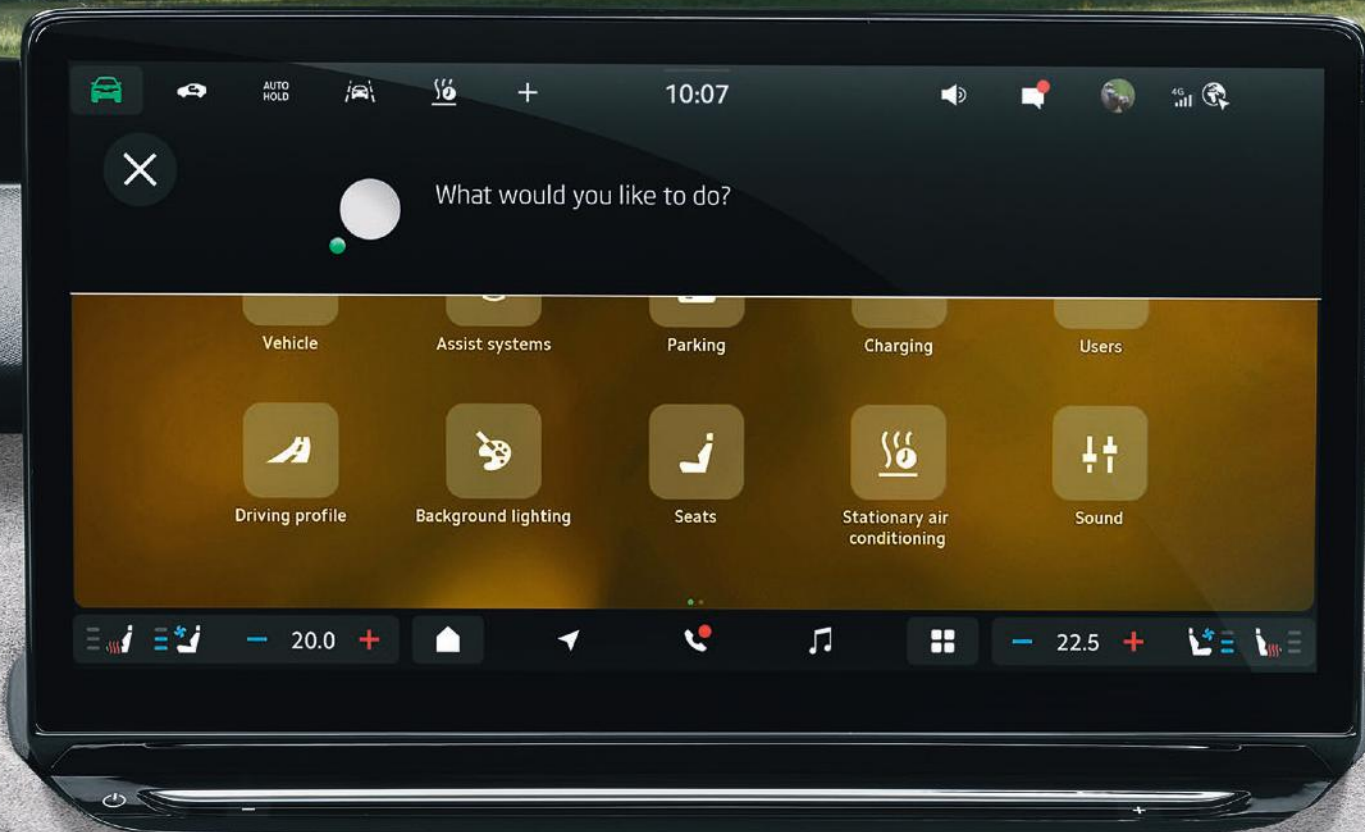 AUTO
HOLD
10:07
4G
What would you like to do?
Vehicle
Assist systems
Parking
Charging
Users
Driving profile
Background lighting
Seats
Stationary air
conditioning
Sound
20.0
22.5